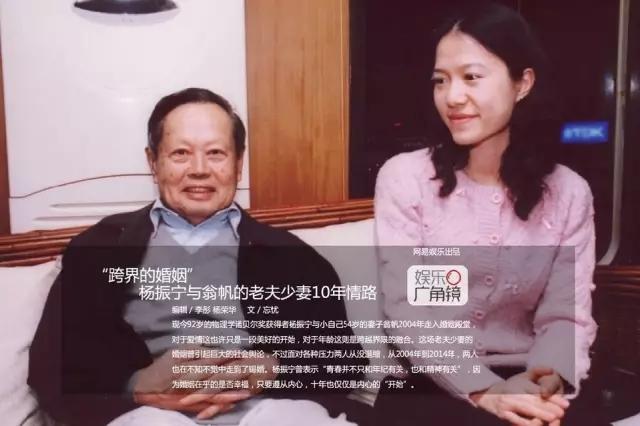 TDK
网易娱乐出品
“跨界的婚姻”
娱乐
杨振宁与翁帆的老夫少妻10年情路
广角镜
编辑／李彤 杨荣华 文／忘忧
现今92岁的物理学诺贝尔奖获得者杨振宁与小自己54岁的妻子翁帆2004年走入婚姻殿堂，
对于爱情这也许只是一段美好的开始，对于年龄这则是跨越界限的融合。这场老夫少妻的
婚姻曾引起巨大的社会舆论，不过面对各种压力两人从没退缩，从2004年到2014年，两人
也在不知不觉中走到了锡婚。杨振宁曾表示“青春并不只和年纪有关，也和精神有关”，因
为婚姻在乎的是否幸福，只要遵从内心，十年也仅仅是内心的“开始”。